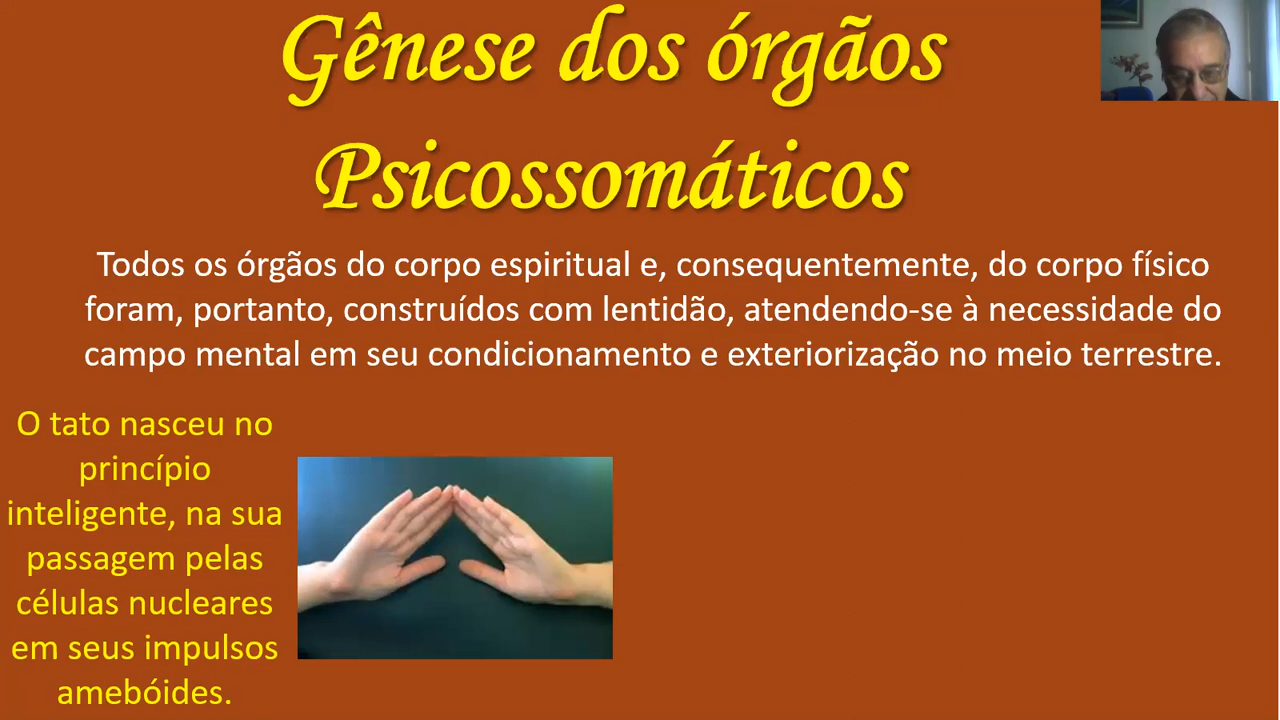 Gênese dos órgãos
Psicossomáticos
Todos os órgãos do corpo espiritual e, consequentemente, do corpo físico
foram, portanto, construídos com lentidão, atendendo-se à necessidade do
campo mental em seu condicionamento e exteriorização no meio terrestre.
O tato nasceu no
princípio
inteligente, na sua
passagem pelas
células nucleares
em seus impulsos
amebóides.